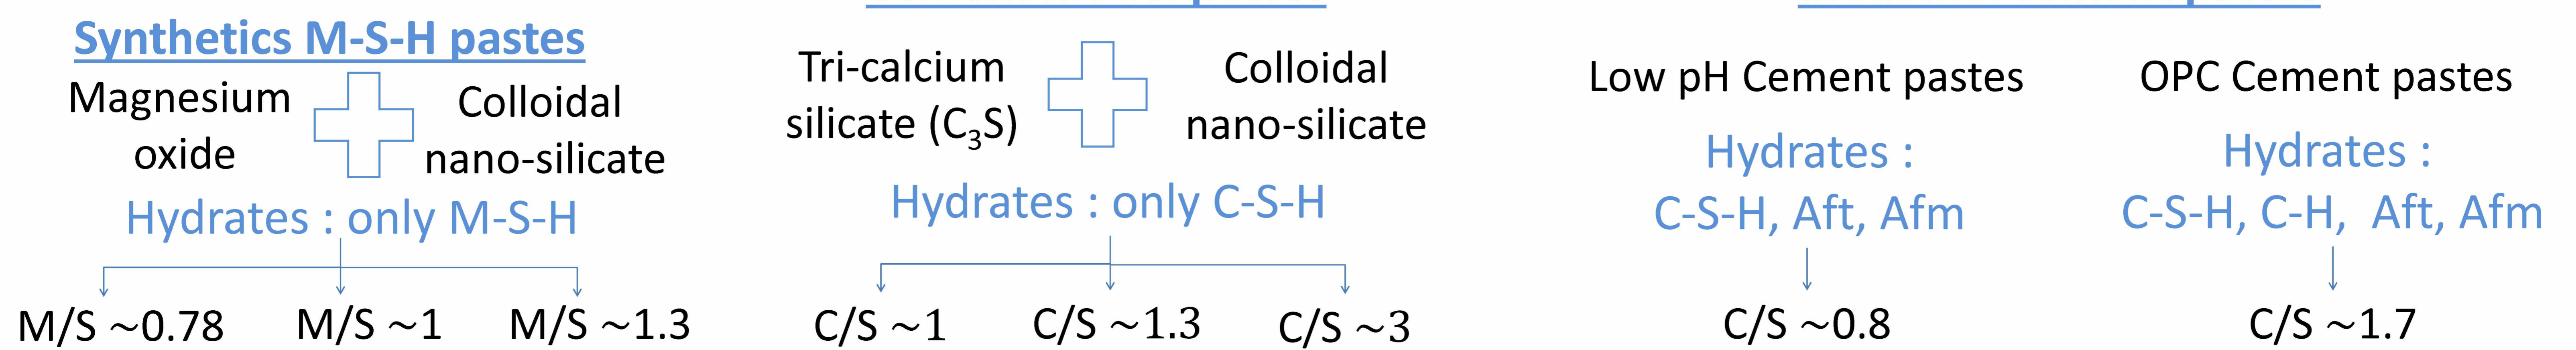 Synthetics M-S-H pastes
Magnesium
oxide
Colloidal
nano-silicate
Hydrates : only M-S-H
M/S ~0.78
M/S ~1
M/S ~1.3
Tri-calcium
silicate (C₃S)
Colloidal
nano-silicate
Hydrates : only C-S-H
C/S ~1
C/S ~1.3
C/S ~3
Low pH Cement pastes
Hydrates :
C-S-H, Aft, Afm
C/S ~0.8
OPC Cement pastes
Hydrates :
C-S-H, C-H, Aft, Afm
C/S ~1.7